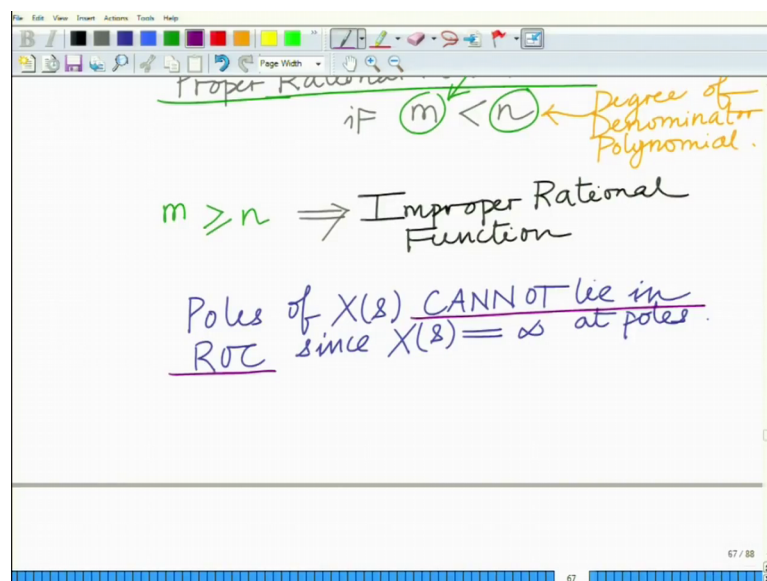 File Edit View Insert Actions Tools Help
B I
Page Width
Proper Rational
if m < n ← Degree of
Denominator
Polynomial.
m ≥ n ⇒ Improper Rational
Function
Poles of X(s) CANNOT lie in
ROC since X(s) = ∞ at poles.
67 / 88
67